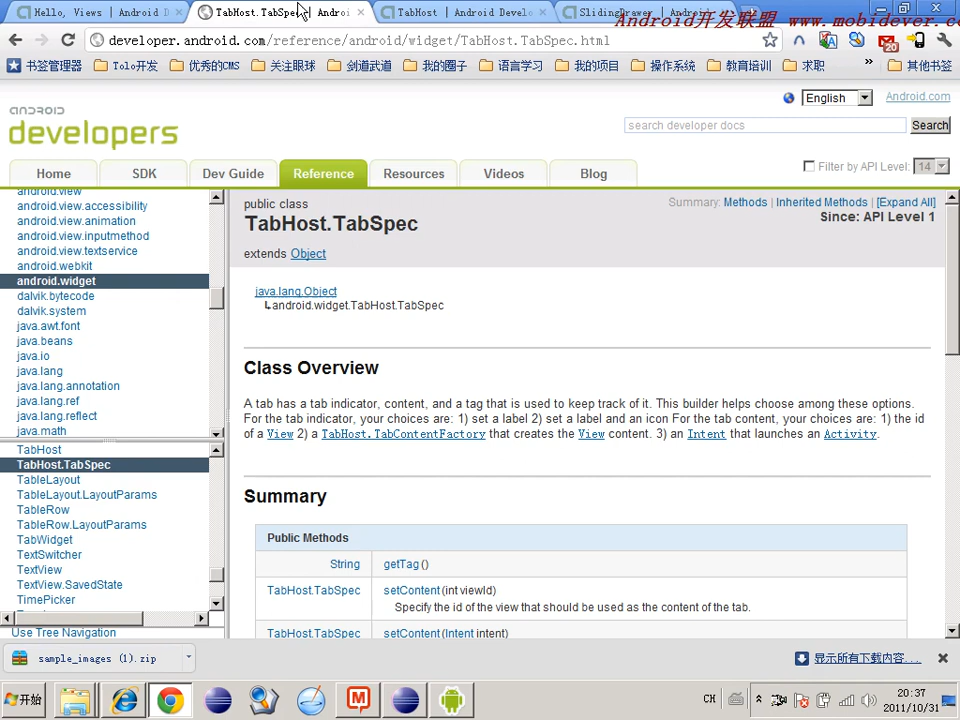 Hello, Views | Android D
TabHost.TabSpec | Androi
TabHost | Android Develo
SlidingDrawer | Androi
Android开发联盟 www.mobidever.c
developer.android.com/reference/android/widget/TabHost.TabSpec.html
20
书签管理器 Tolo开发 优秀的CMS 关注眼球 剑道武道 我的圈子 语言学习 我的项目 操作系统 教育培训 求职 » 其他书签
English
Android.com
android
developers
search developer docs
Search
Home SDK Dev Guide Reference Resources Videos Blog
Filter by API Level: 14
android.view
android.view.accessibility
android.view.animation
android.view.inputmethod
android.view.textservice
android.webkit
android.widget
dalvik.bytecode
dalvik.system
java.awt.font
java.beans
java.io
java.lang
java.lang.annotation
java.lang.ref
java.lang.reflect
java.math
TabHost
TabHost.TabSpec
TableLayout
TableLayout.LayoutParams
TableRow
TableRow.LayoutParams
TabWidget
TextSwitcher
TextView
TextView.SavedState
TimePicker
Use Tree Navigation
public class
Summary: Methods | Inherited Methods | [Expand All]
TabHost.TabSpec
Since: API Level 1
extends Object
java.lang.Object
↳android.widget.TabHost.TabSpec
Class Overview
A tab has a tab indicator, content, and a tag that is used to keep track of it. This builder helps choose among these options.
For the tab indicator, your choices are: 1) set a label 2) set a label and an icon For the tab content, your choices are: 1) the id
of a View 2) a TabHost.TabContentFactory that creates the View content. 3) an Intent that launches an Activity.
Summary
Public Methods
String getTag()
TabHost.TabSpec setContent(int viewId)
Specify the id of the view that should be used as the content of the tab.
TabHost.TabSpec setContent(Intent intent)
sample_images (1).zip
显示所有下载内容...
开始
CH
20:37
2011/10/31